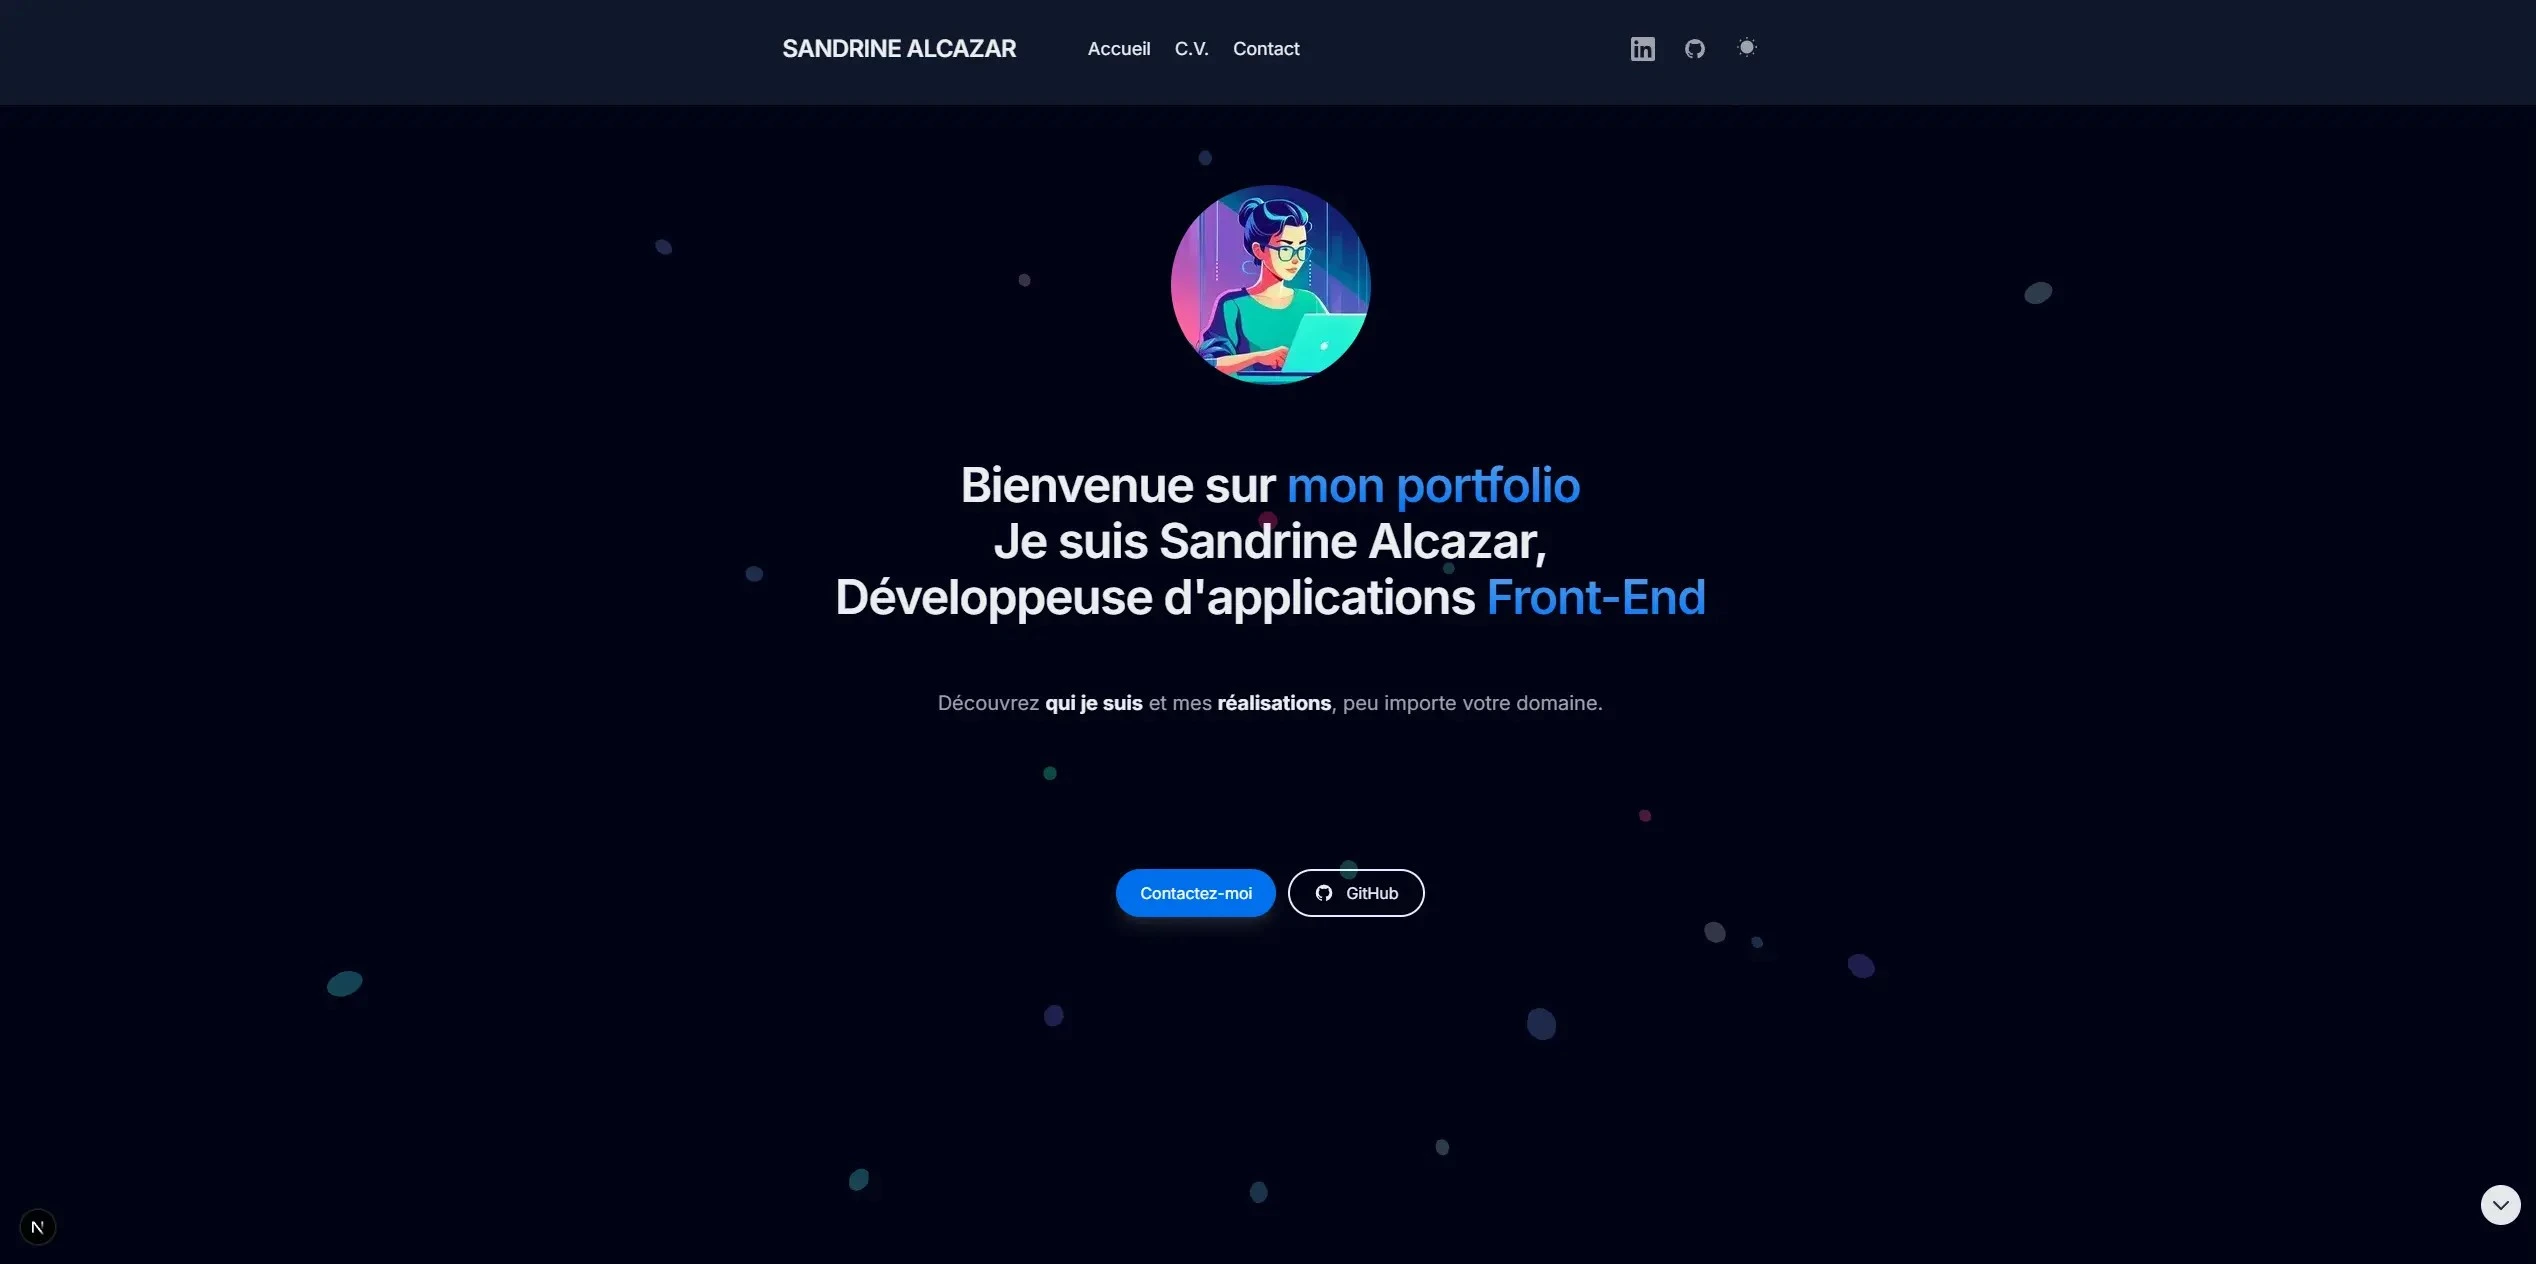 SANDRINE ALCAZAR
Accueil C.V. Contact
in
Bienvenue sur mon portfolio
Je suis Sandrine Alcazar,
Développeuse d'applications Front-End
Découvrez qui je suis et mes réalisations, peu importe votre domaine.
Contactez-moi
GitHub
N